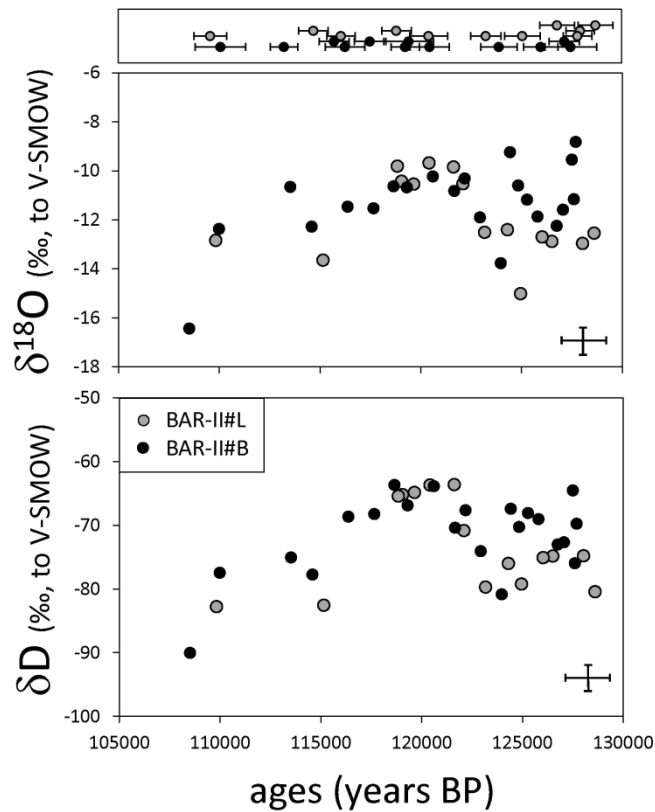 -6
-8
-10
-12
-14
-16
-18
δ18O (‰, to V-SMOW)
-50
-60
-70
-80
-90
-100
δD (‰, to V-SMOW)
BAR-II#L
BAR-II#B
105000 110000 115000 120000 125000 130000
ages (years BP)